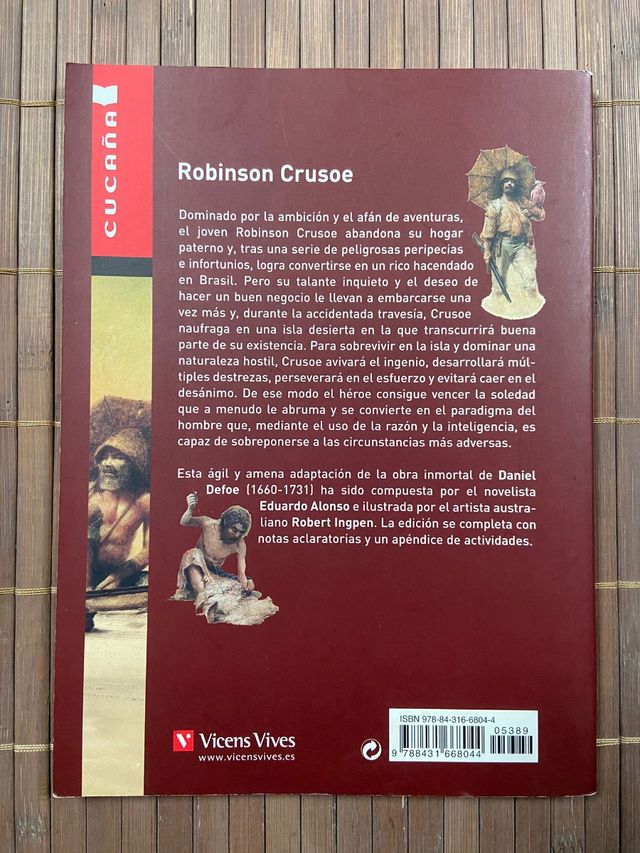 CUCAÑA
Robinson Crusoe
Dominado por la ambición y el afán de aventuras,
el joven Robinson Crusoe abandona su hogar
paterno y, tras una serie de peligrosas peripecias
e infortunios, logra convertirse en un rico hacendado
en Brasil. Pero su talante inquieto y el deseo de
hacer un buen negocio le llevan a embarcarse una
vez más y, durante la accidentada travesía, Crusoe
naufraga en una isla desierta en la que transcurrirá buena
parte de su existencia. Para sobrevivir en la isla y dominar una
naturaleza hostil, Crusoe avivará el ingenio, desarrollará múl-
tiples destrezas, perseverará en el esfuerzo y evitará caer en el
desánimo. De ese modo el héroe consigue vencer la soledad
que a menudo le abruma y se convierte en el paradigma del
hombre que, mediante el uso de la razón y la inteligencia, es
capaz de sobreponerse a las circunstancias más adversas.
Esta ágil y amena adaptación de la obra inmortal de Daniel
Defoe (1660-1731) ha sido compuesta por el novelista
Eduardo Alonso e ilustrada por el artista austra-
liano Robert Ingpen. La edición se completa con
notas aclaratorias y un apéndice de actividades.
Vicens Vives
www.vicensvives.es
ISBN 978-84-316-6804-4
05389
9 788431 668044